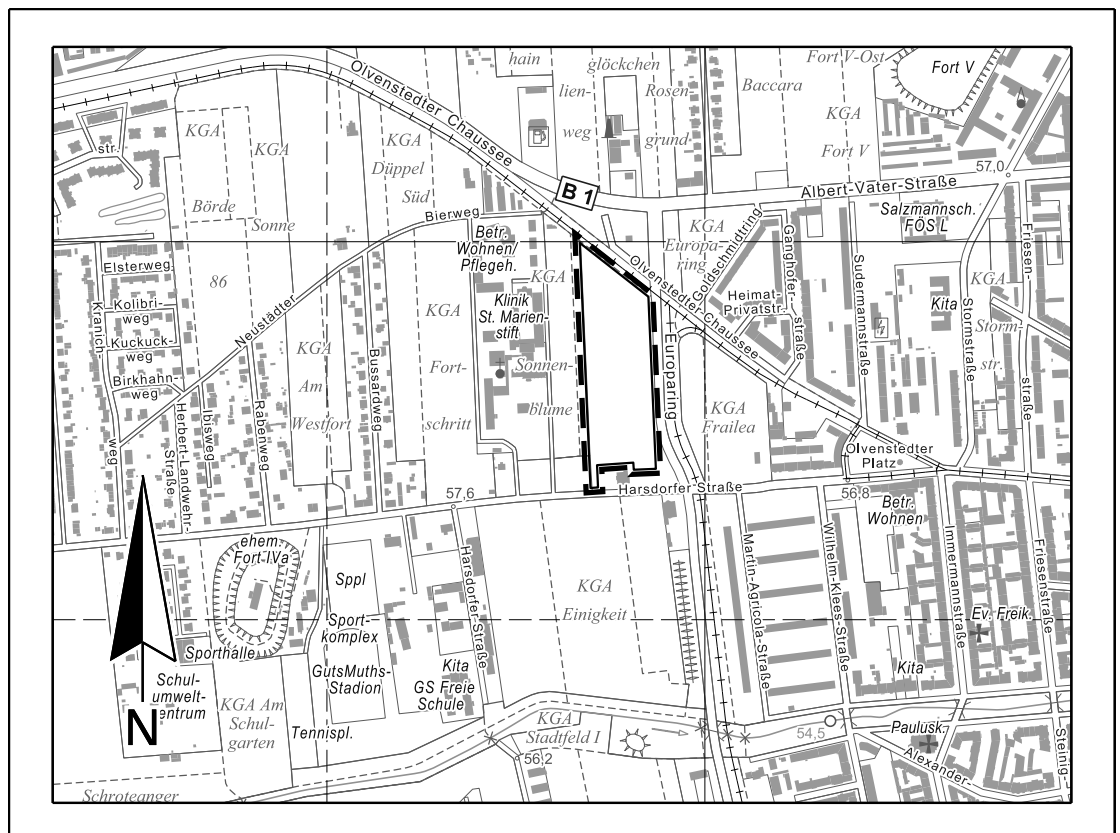 Olvenstedter Chaussee
hain
glöckchen
lien-
weg
Rosen-
grund
Baccara
Fort V-Ost
KGA
Fort V
Fort V
57,0
str.
KGA
Börde
86
KGA
Sonne
KGA
Düppel
Süd
Bierweg
B 1
Albert-Vater-Straße
Salzmannsch.
FÖS L
Betr.
Wohnen/
Pflegeh.
KGA
Europa-
ring
Goldschmidtring
Ganghofer-
straße
Sudermannstraße
Friesen-
straße
Elsterweg
Kolibri-
weg
Kuckuck-
weg
Birkhahn-
weg
Kranich-
weg
Neustädter
Klinik
St. Marien-
stift
KGA
Sonnen-
blume
Olvenstedter Chaussee
Heimat-
Privatstr.
Kita
Stormstraße
KGA
Storm-
str.
KGA
Am
Westfort
Bussardweg
KGA
Fort-
schritt
Europaring
KGA
Frailea
Herbert-Landwehr-
Straße
Ibisweg
Rabenweg
Olvenstedter
Platz
57,6
Harsdorfer Straße
56,8
Betr.
Wohnen
ehem.
Fort IVa
Sppl
Sport-
komplex
GutsMuths-
Stadion
Harsdorfer-Straße
KGA
Einigkeit
Martin-Agricola-Straße
Wilhelm-Klees-Straße
Immermannstraße
Friesenstraße
Ev. Freik.
Sporthalle
Schul-
umwelt-
zentrum
Kita
GS Freie
Schule
Kita
N
KGA Am
Schul-
garten
Tennispl.
KGA
Stadtfeld I
54,5
Paulusk.
Alexander-
Steinig-
56,2
Schroteanger